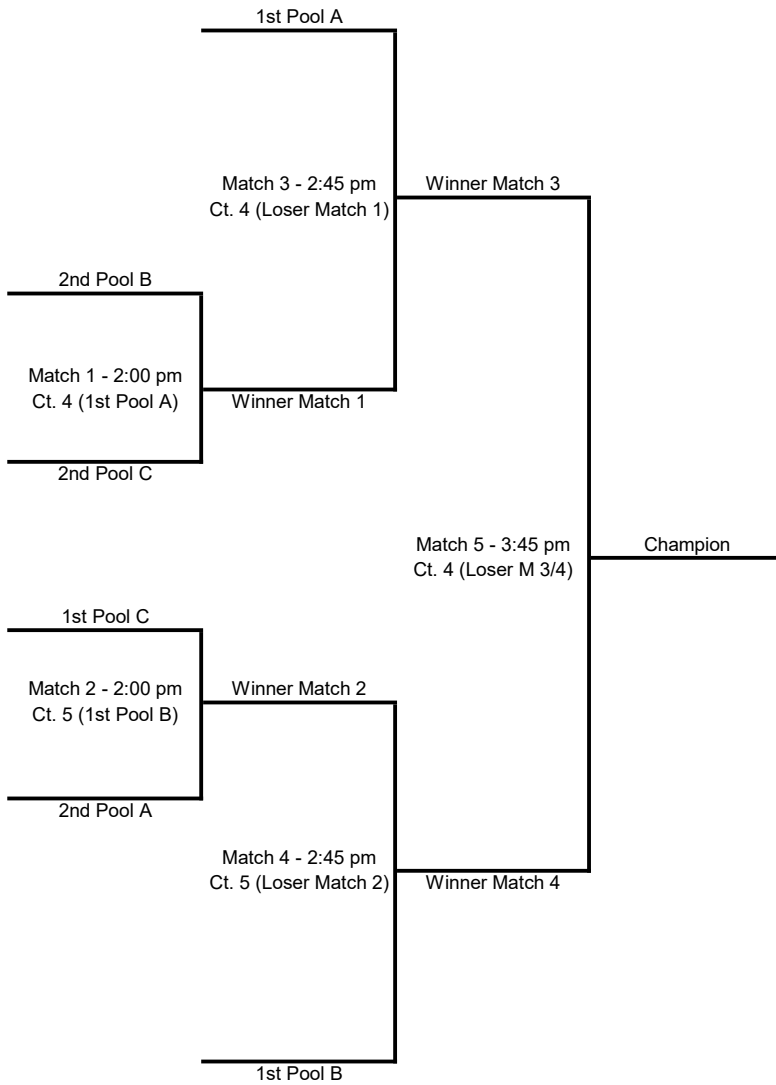 1st Pool A
Match 3 - 2:45 pm
Winner Match 3
Ct. 4 (Loser Match 1)
2nd Pool B
Match 1 - 2:00 pm
Ct. 4 (1st Pool A)
Winner Match 1
2nd Pool C
Match 5 - 3:45 pm
Champion
Ct. 4 (Loser M 3/4)
1st Pool C
Match 2 - 2:00 pm
Winner Match 2
Ct. 5 (1st Pool B)
2nd Pool A
Match 4 - 2:45 pm
Ct. 5 (Loser Match 2)
Winner Match 4
1st Pool B